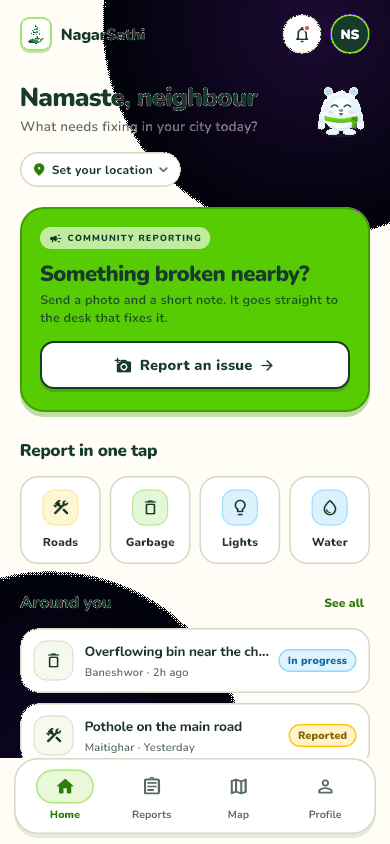 NagarSathi
NS
Namaste, neighbour
What needs fixing in your city today?
Set your location
COMMUNITY REPORTING
Something broken nearby?
Send a photo and a short note. It goes straight to
the desk that fixes it.
Report an issue
Report in one tap
Roads
Garbage
Lights
Water
Around you
See all
Overflowing bin near the ch...
In progress
Baneshwor · 2h ago
Pothole on the main road
Reported
Maitighar · Yesterday
Home
Reports
Map
Profile